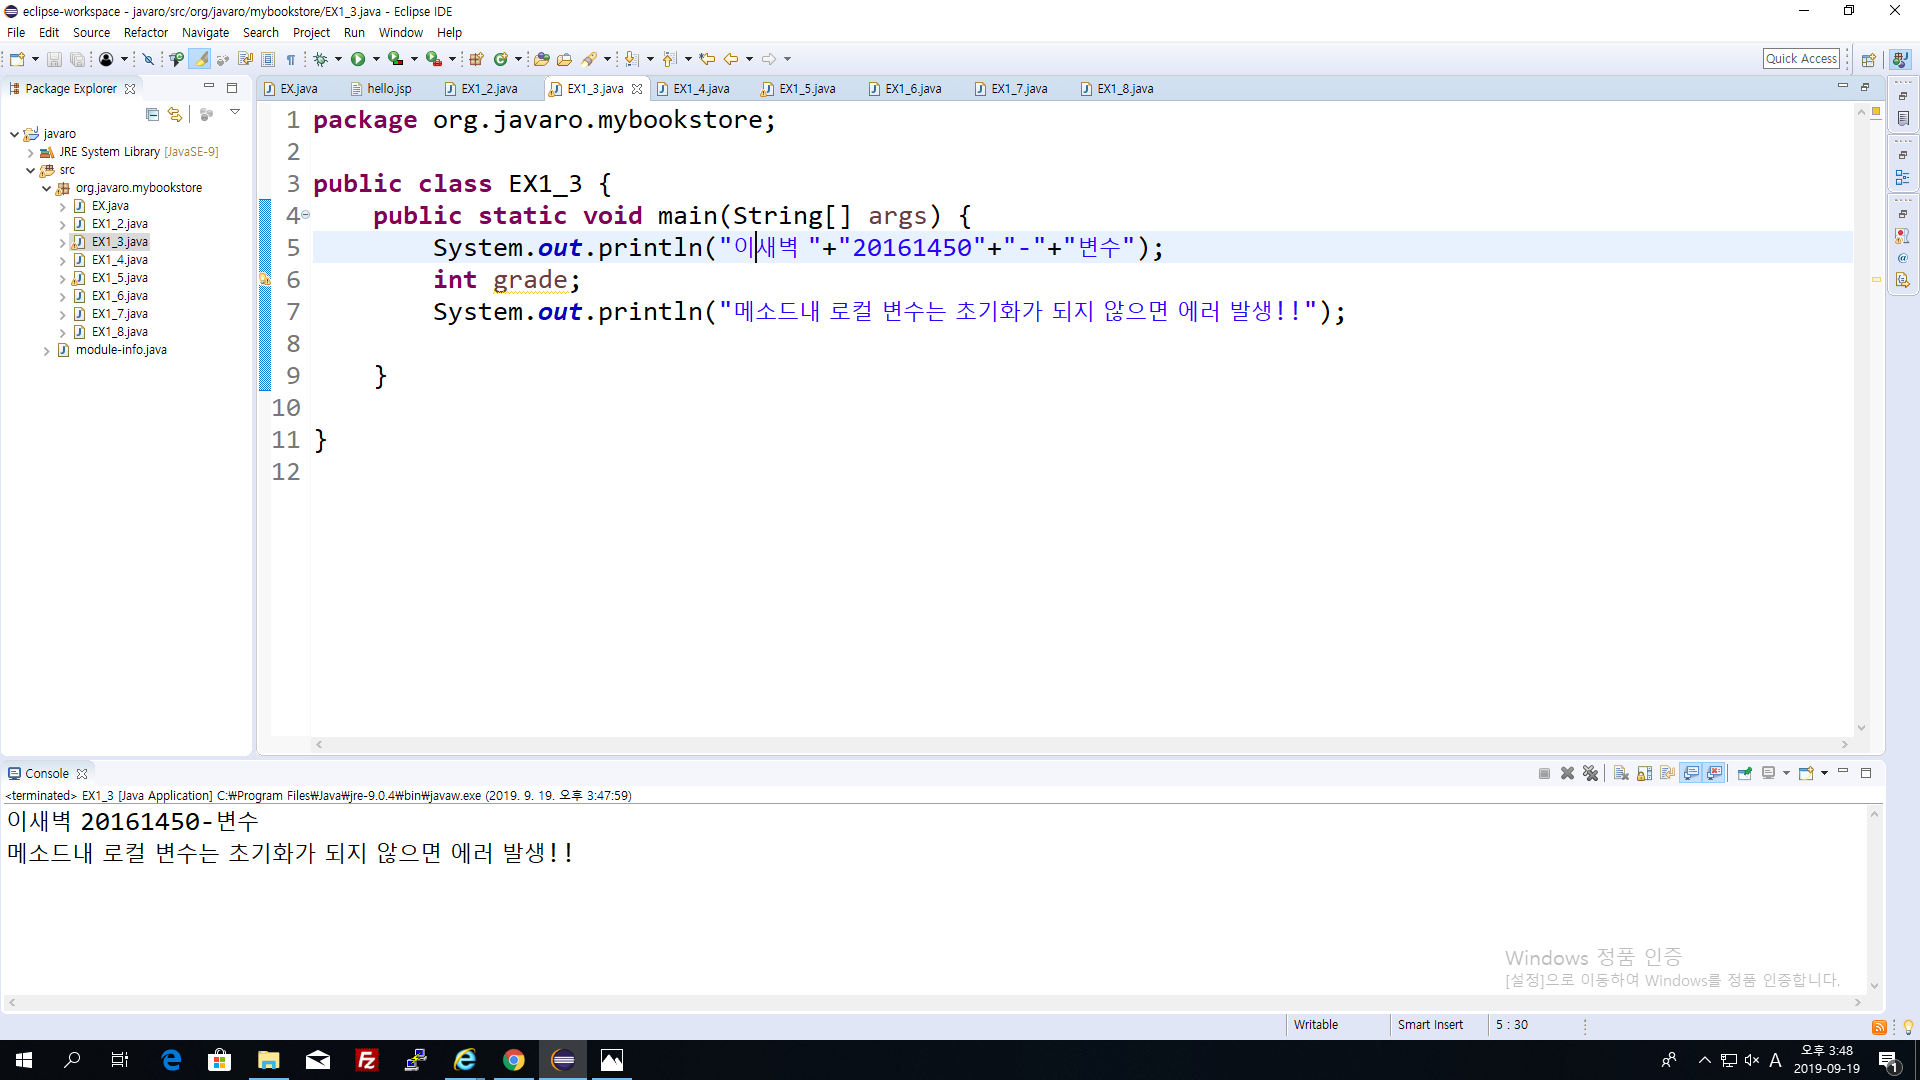 eclipse-workspace - javaro/src/org/javaro/mybookstore/EX1_3.java - Eclipse IDE
File Edit Source Refactor Navigate Search Project Run Window Help
Quick Access
Package Explorer
EX.java hello.jsp EX1_2.java EX1_3.java EX1_4.java EX1_5.java EX1_6.java EX1_7.java EX1_8.java
javaro
JRE System Library [JavaSE-9]
src
org.javaro.mybookstore
EX.java
EX1_2.java
EX1_3.java
EX1_4.java
EX1_5.java
EX1_6.java
EX1_7.java
EX1_8.java
module-info.java
1 package org.javaro.mybookstore;
2
3 public class EX1_3 {
4 public static void main(String[] args) {
5 System.out.println("이새벽 "+"20161450"+"-"+"변수");
6 int grade;
7 System.out.println("메소드내 로컬 변수는 초기화가 되지 않으면 에러 발생!!");
8
9 }
10
11 }
12
Console
<terminated> EX1_3 [Java Application] C:₩Program Files₩Java₩jre-9.0.4₩bin₩javaw.exe (2019. 9. 19. 오후 3:47:59)
이새벽 20161450-변수
메소드내 로컬 변수는 초기화가 되지 않으면 에러 발생!!
Windows 정품 인증
[설정]으로 이동하여 Windows를 정품 인증합니다.
Writable Smart Insert 5 : 30
A 오후 3:48
2019-09-19
1